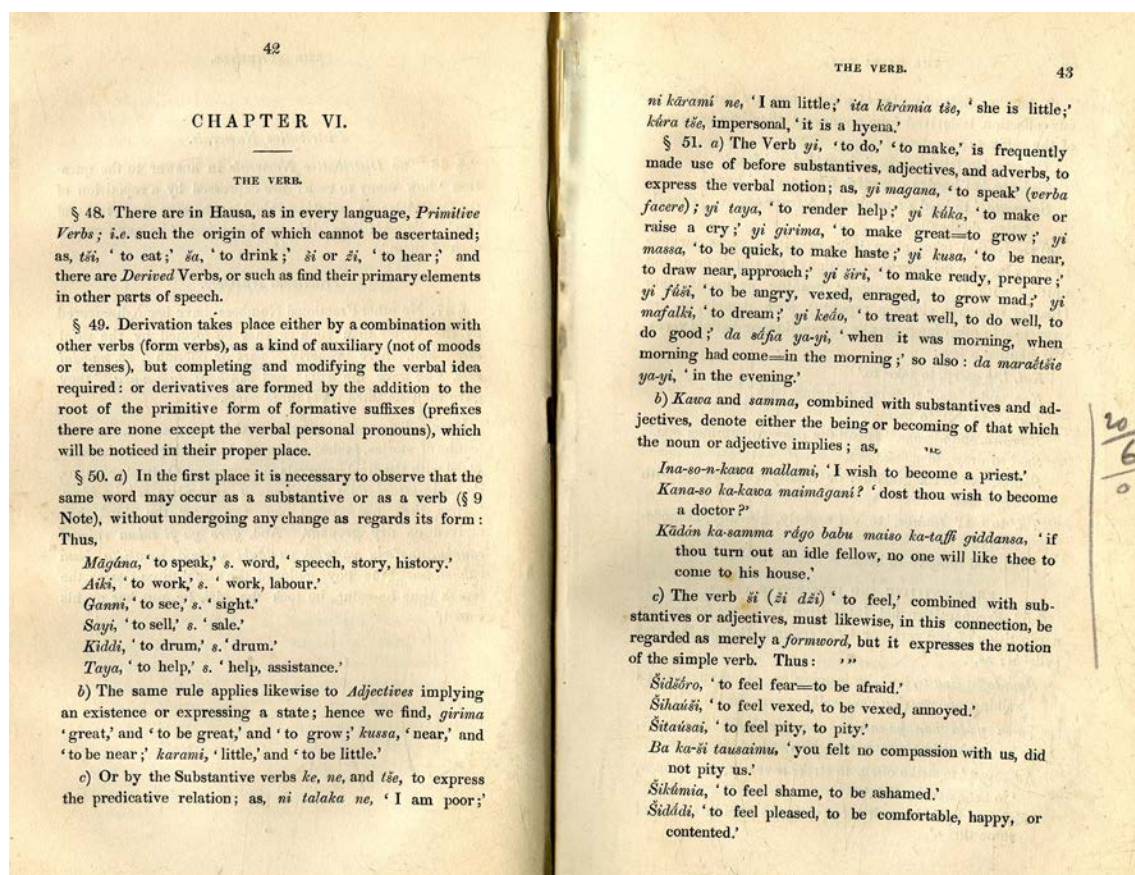 42
CHAPTER VI.
THE VERB.
§ 48. There are in Hausa, as in every language, Primitive
Verbs; i.e. such the origin of which cannot be ascertained;
as, tši, ‘ to eat;’ ša, ‘ to drink;’ ši or ži, ‘ to hear;’ and
there are Derived Verbs, or such as find their primary elements
in other parts of speech.
§ 49. Derivation takes place either by a combination with
other verbs (form verbs), as a kind of auxiliary (not of moods
or tenses), but completing and modifying the verbal idea
required: or derivatives are formed by the addition to the
root of the primitive form of formative suffixes (prefixes
there are none except the verbal personal pronouns), which
will be noticed in their proper place.
§ 50. a) In the first place it is necessary to observe that the
same word may occur as a substantive or as a verb (§ 9
Note), without undergoing any change as regards its form:
Thus,
Māgána, ‘to speak,’ s. word, ‘ speech, story, history.’
Aiki, ‘ to work,’ s. ‘ work, labour.’
Ganni, ‘ to see,’ s. ‘ sight.’
Sayi, ‘ to sell,’ s. ‘ sale.’
Kiddi, ‘ to drum,’ s. ‘ drum.’
Taya, ‘ to help,’ s. ‘ help, assistance.’
b) The same rule applies likewise to Adjectives implying
an existence or expressing a state; hence we find, girima
‘ great,’ and ‘ to be great,’ and ‘ to grow;’ kussa, ‘near,’ and
‘ to be near;’ karami, ‘ little,’ and ‘ to be little.’
c) Or by the Substantive verbs ke, ne, and tše, to express
the predicative relation; as, ni talaka ne, ‘ I am poor;’
THE VERB.
43
ni kāramí ne, ‘I am little;’ ita kārámia tše, ‘ she is little;’
kúra tše, impersonal, ‘ it is a hyena.’
§ 51. a) The Verb yi, ‘to do,’ ‘to make,’ is frequently
made use of before substantives, adjectives, and adverbs, to
express the verbal notion; as, yi magana, ‘ to speak’ (verba
facere); yi taya, ‘ to render help;’ yi kúka, ‘to make or
raise a cry;’ yi girima, ‘to make great=to grow;’ yi
massa, ‘to be quick, to make haste;’ yi kusa, ‘to be near,
to draw near, approach;’ yi širi, ‘to make ready, prepare;’
yi fúši, ‘to be angry, vexed, enraged, to grow mad;’ yi
mafalki, ‘to dream;’ yi keáo, ‘to treat well, to do well, to
do good;’ da sáfia ya-yi, ‘when it was morning, when
morning had come=in the morning;’ so also: da maraétšie
ya-yi, ‘ in the evening.’
b) Kawa and samma, combined with substantives and ad-
jectives, denote either the being or becoming of that which
the noun or adjective implies; as,
Ina-so-n-kawa mallami, ‘I wish to become a priest.’
Kana-so ka-kawa maimāganí? ‘ dost thou wish to become
a doctor?’
Kādán ka-samma rágo babu maiso ka-taffi giddansa, ‘ if
thou turn out an idle fellow, no one will like thee to
come to his house.’
c) The verb ši (ži dži) ‘ to feel,’ combined with sub-
stantives or adjectives, must likewise, in this connection, be
regarded as merely a formword, but it expresses the notion
of the simple verb. Thus:
Šidšóro, ‘to feel fear=to be afraid.’
Šihaúši, ‘to feel vexed, to be vexed, annoyed.’
Šitaúsai, ‘to feel pity, to pity.’
Ba ka-ši tausaimu, ‘you felt no compassion with us, did
not pity us.’
Šikúmia, ‘to feel shame, to be ashamed.’
Šidádi, ‘to feel pleased, to be comfortable, happy, or
contented.’
20
6
0